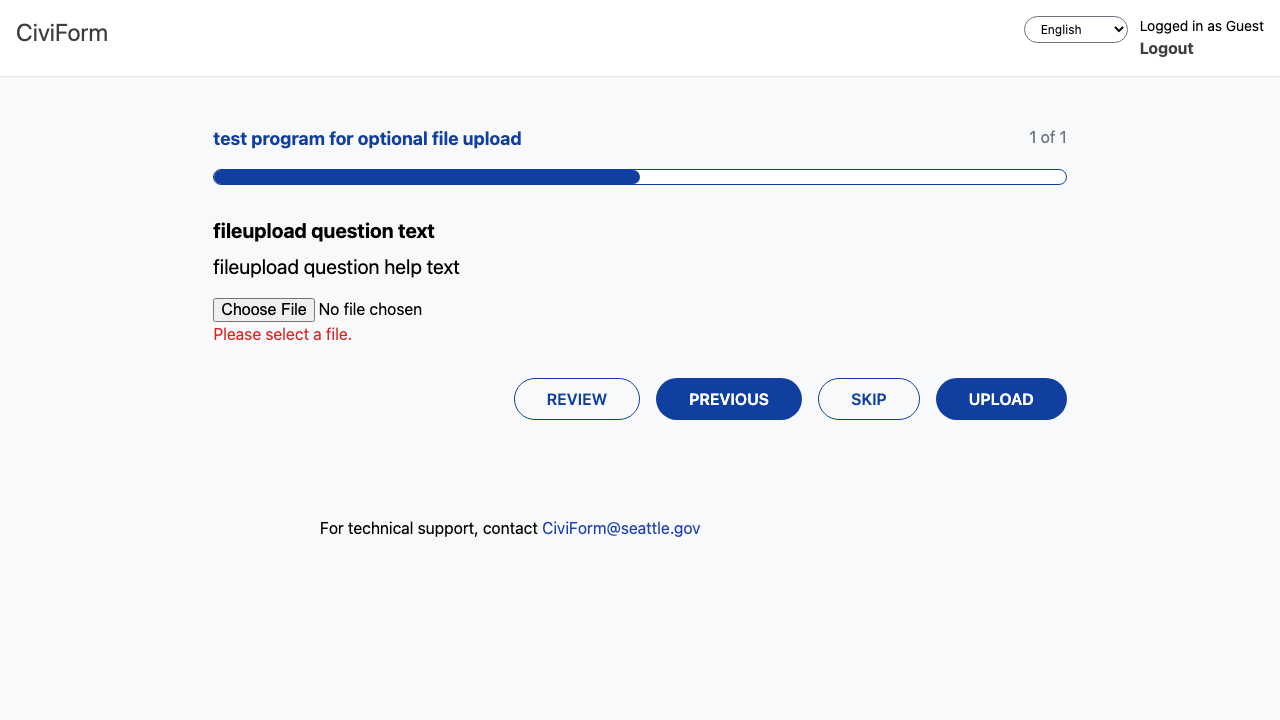 CiviForm
English
Logged in as Guest
Logout
test program for optional file upload
1 of 1
fileupload question text
fileupload question help text
Choose File No file chosen
Please select a file.
REVIEW PREVIOUS SKIP UPLOAD
For technical support, contact CiviForm@seattle.gov